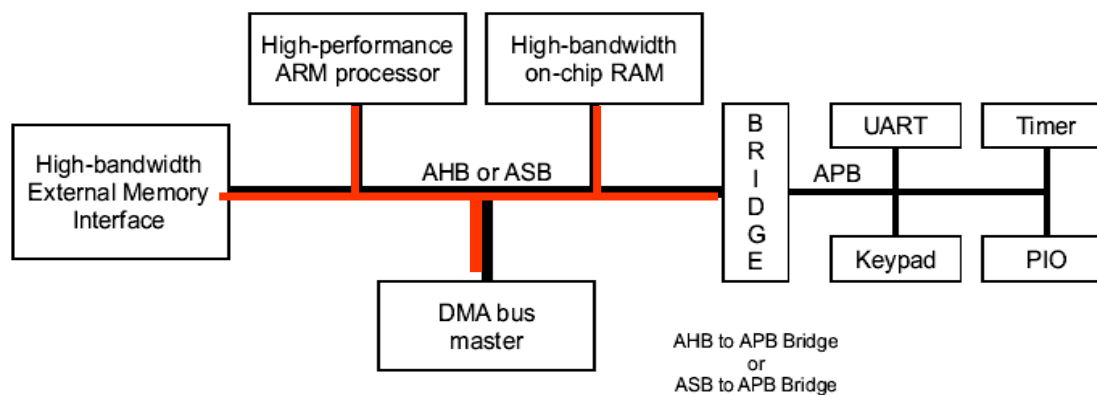 High-performance
ARM processor
High-bandwidth
on-chip RAM
High-bandwidth
External Memory
Interface
AHB or ASB
B
R
I
D
G
E
APB
UART
Timer
Keypad
PIO
DMA bus
master
AHB to APB Bridge
or
ASB to APB Bridge